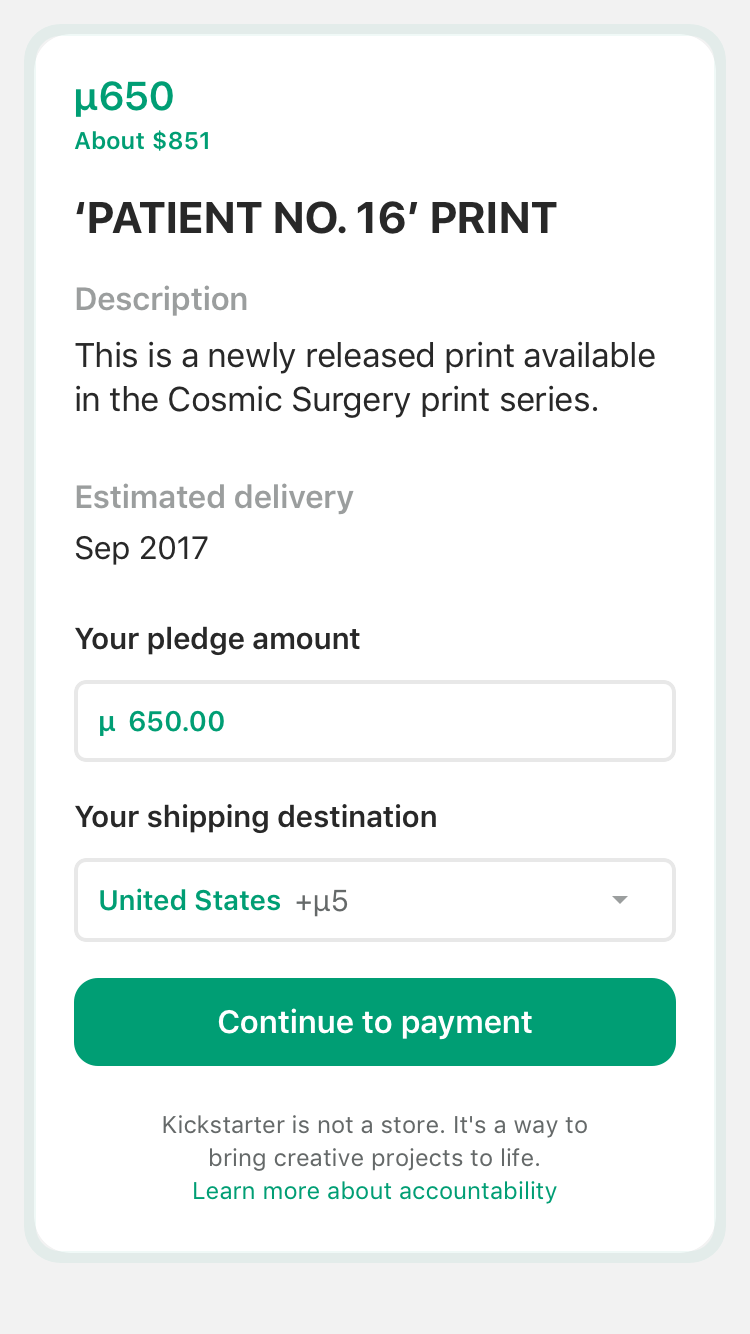 µ650
About $851
‘PATIENT NO. 16’ PRINT
Description
This is a newly released print available
in the Cosmic Surgery print series.
Estimated delivery
Sep 2017
Your pledge amount
µ 650.00
Your shipping destination
United States +µ5
Continue to payment
Kickstarter is not a store. It's a way to
bring creative projects to life.
Learn more about accountability